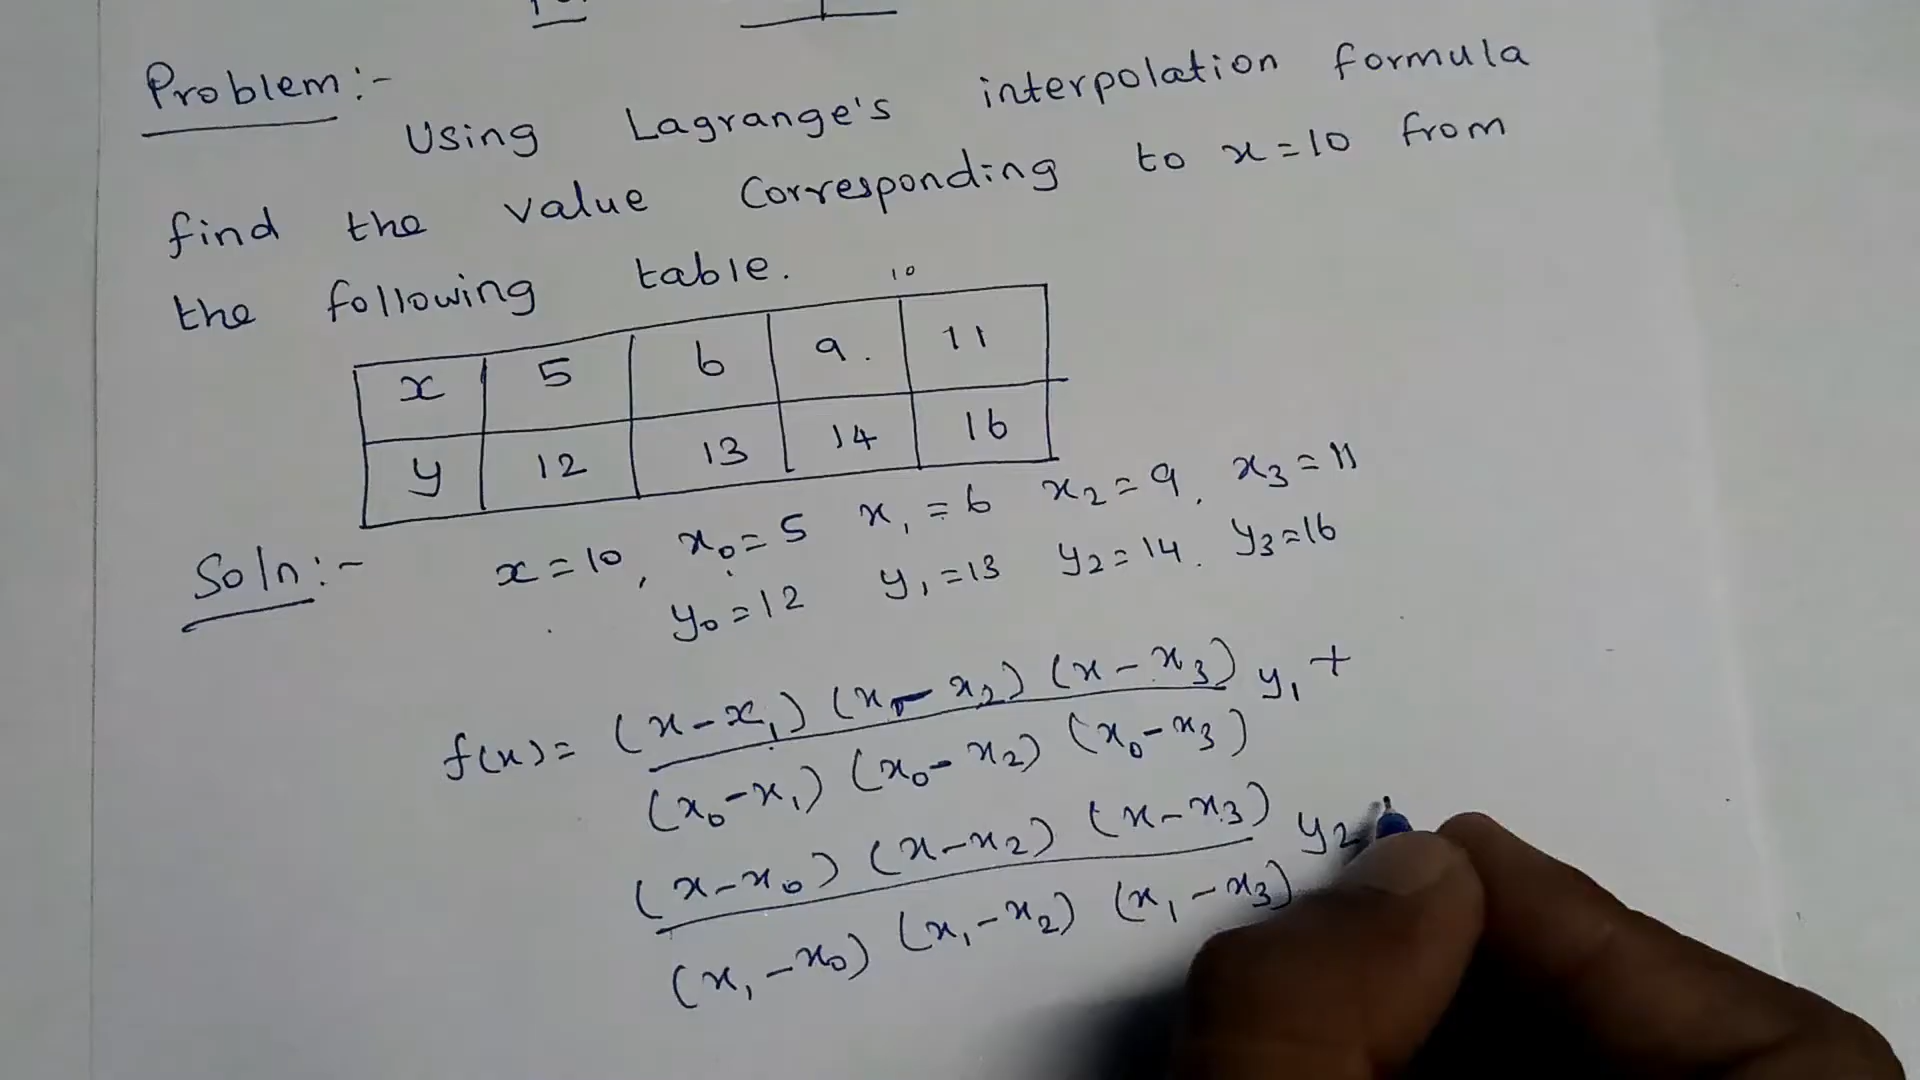 Problem:-
Using Lagrange's interpolation formula
find the value corresponding to x=10 from
the following table.
10
x 5 6 9. 11
y 12 13 14 16
Soln:- x=10, x₀=5 x₁=6 x₂=9, x₃=11
y₀=12 y₁=13 y₂=14. y₃=16
f(x)= (x-x₁) (x-x₂) (x-x₃) y₁ +
(x₀-x₁) (x₀-x₂) (x₀-x₃)
(x-x₀) (x-x₂) (x-x₃) y₂
(x₁-x₀) (x₁-x₂) (x₁-x₃)